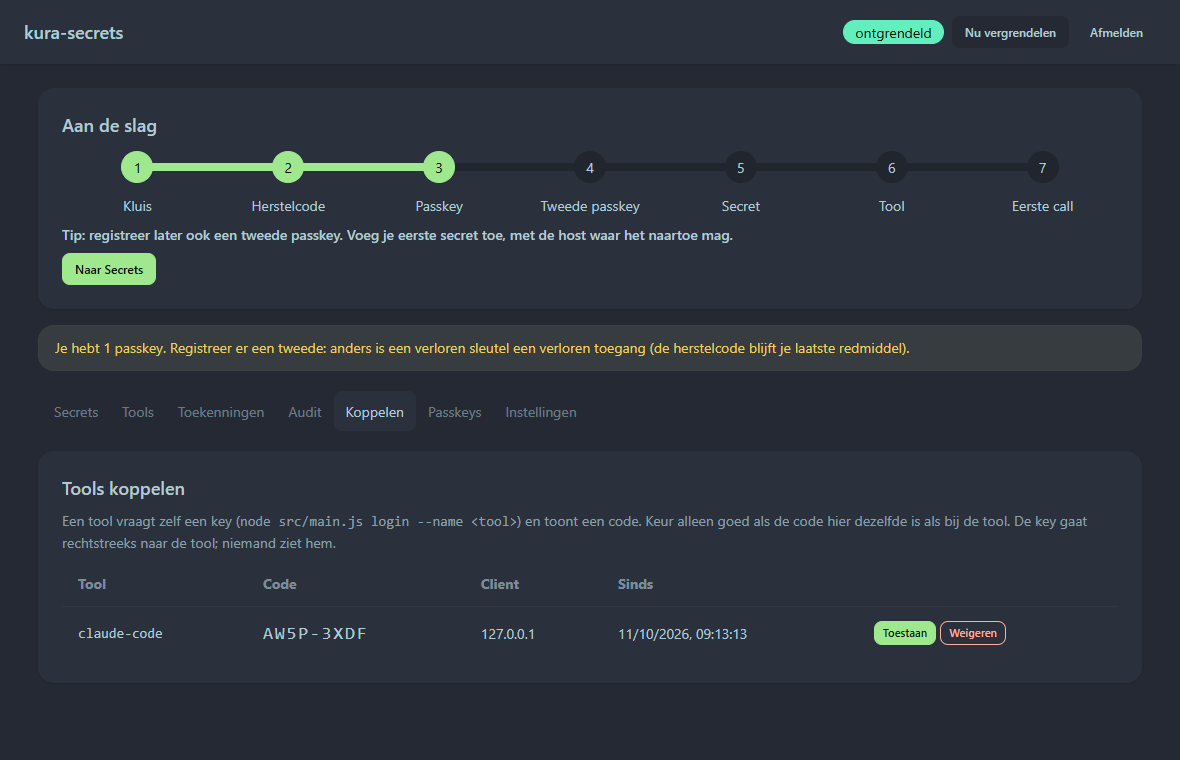 kura-secrets
ontgrendeld
Nu vergrendelen
Afmelden
Aan de slag
1
2
3
4
5
6
7
Kluis
Herstelcode
Passkey
Tweede passkey
Secret
Tool
Eerste call
Tip: registreer later ook een tweede passkey. Voeg je eerste secret toe, met de host waar het naartoe mag.
Naar Secrets
Je hebt 1 passkey. Registreer er een tweede: anders is een verloren sleutel een verloren toegang (de herstelcode blijft je laatste redmiddel).
Secrets
Tools
Toekenningen
Audit
Koppelen
Passkeys
Instellingen
Tools koppelen
Een tool vraagt zelf een key (node src/main.js login --name <tool>) en toont een code. Keur alleen goed als de code hier dezelfde is als bij de tool. De key gaat
rechtstreeks naar de tool; niemand ziet hem.
Tool Code Client Sinds
claude-code AW5P-3XDF 127.0.0.1 11/10/2026, 09:13:13 Toestaan Weigeren